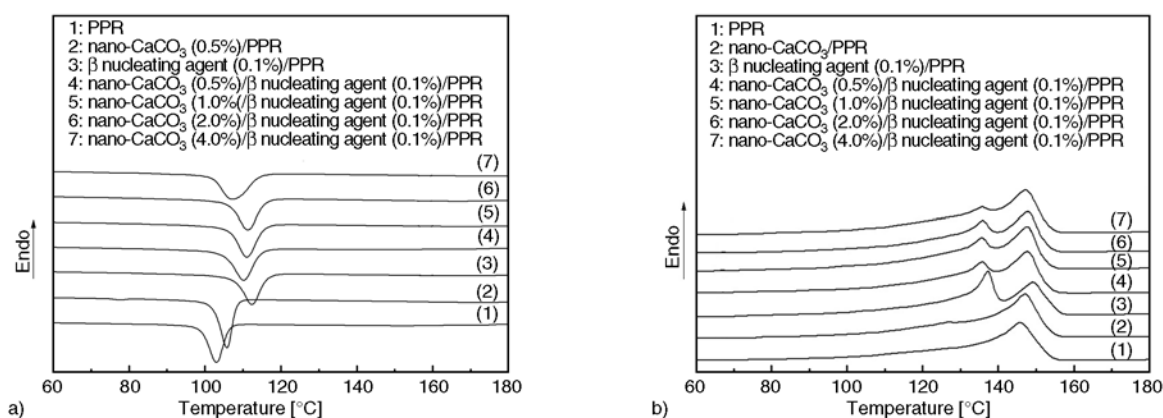 1: PPR
2: nano-CaCO₃ (0.5%)/PPR
3: β nucleating agent (0.1%)/PPR
4: nano-CaCO₃ (0.5%)/β nucleating agent (0.1%)/PPR
5: nano-CaCO₃ (1.0%(/β nucleating agent (0.1%)/PPR
6: nano-CaCO₃ (2.0%)/β nucleating agent (0.1%)/PPR
7: nano-CaCO₃ (4.0%)/β nucleating agent (0.1%)/PPR
(7)
(6)
(5)
(4)
(3)
(2)
(1)
Endo
60 80 100 120 140 160 180
Temperature [°C]
a)
1: PPR
2: nano-CaCO₃/PPR
3: β nucleating agent (0.1%)/PPR
4: nano-CaCO₃ (0.5%)/β nucleating agent (0.1%)/PPR
5: nano-CaCO₃ (1.0%)/β nucleating agent (0.1%)/PPR
6: nano-CaCO₃ (2.0%)/β nucleating agent (0.1%)/PPR
7: nano-CaCO₃ (4.0%)/β nucleating agent (0.1%)/PPR
(7)
(6)
(5)
(4)
(3)
(2)
(1)
Endo
60 80 100 120 140 160 180
Temperature [°C]
b)